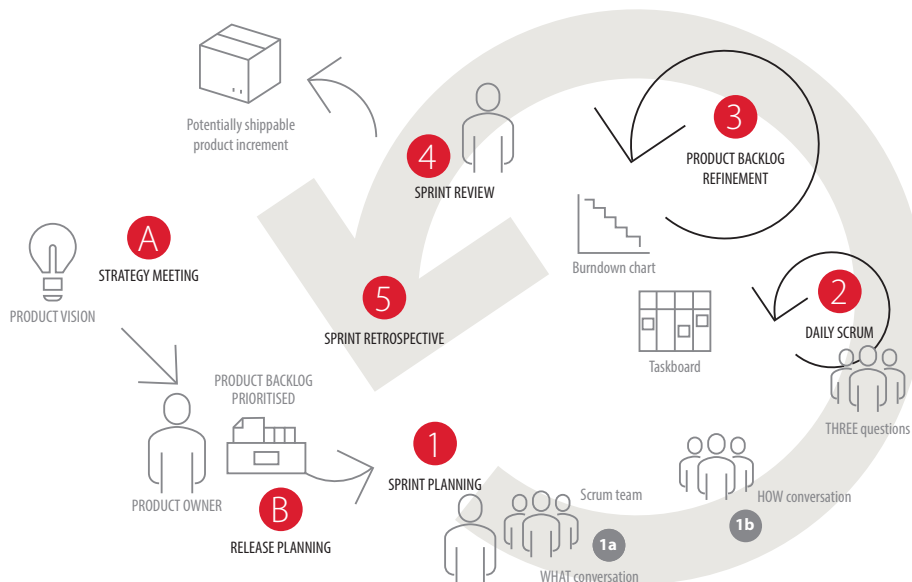 Potentially shippable
product increment
4
SPRINT REVIEW
3
PRODUCT BACKLOG
REFINEMENT
A
STRATEGY MEETING
PRODUCT VISION
Burndown chart
5
SPRINT RETROSPECTIVE
2
DAILY SCRUM
Taskboard
THREE questions
PRODUCT BACKLOG
PRIORITISED
PRODUCT OWNER
B
RELEASE PLANNING
1
SPRINT PLANNING
Scrum team
1a
WHAT conversation
HOW conversation
1b